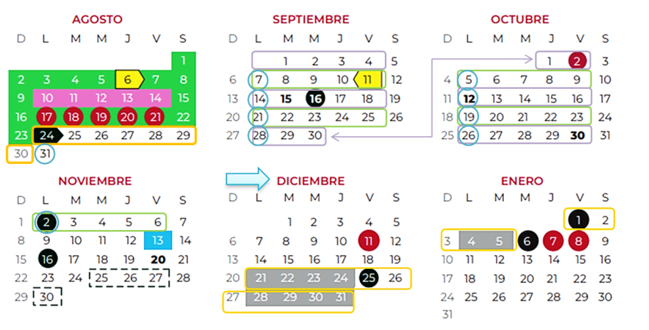 AGOSTO
D L M M J V S
1
2 3 4 5 6 7 8
9 10 11 12 13 14 15
16 17 18 19 20 21 22
23 24 25 26 27 28 29
30 31
SEPTIEMBRE
D L M M J V S
1 2 3 4 5
6 7 8 9 10 11 12
13 14 15 16 17 18 19
20 21 22 23 24 25 26
27 28 29 30
OCTUBRE
D L M M J V S
1 2 3
4 5 6 7 8 9 10
11 12 13 14 15 16 17
18 19 20 21 22 23 24
25 26 27 28 29 30 31
NOVIEMBRE
D L M M J V S
1 2 3 4 5 6 7
8 9 10 11 12 13 14
15 16 17 18 19 20 21
22 23 24 25 26 27 28
29 30
DICIEMBRE
D L M M J V S
1 2 3 4 5
6 7 8 9 10 11 12
13 14 15 16 17 18 19
20 21 22 23 24 25 26
27 28 29 30 31
ENERO
D L M M J V S
1 2
3 4 5 6 7 8 9
10 11 12 13 14 15 16
17 18 19 20 21 22 23
24 25 26 27 28 29 30
31